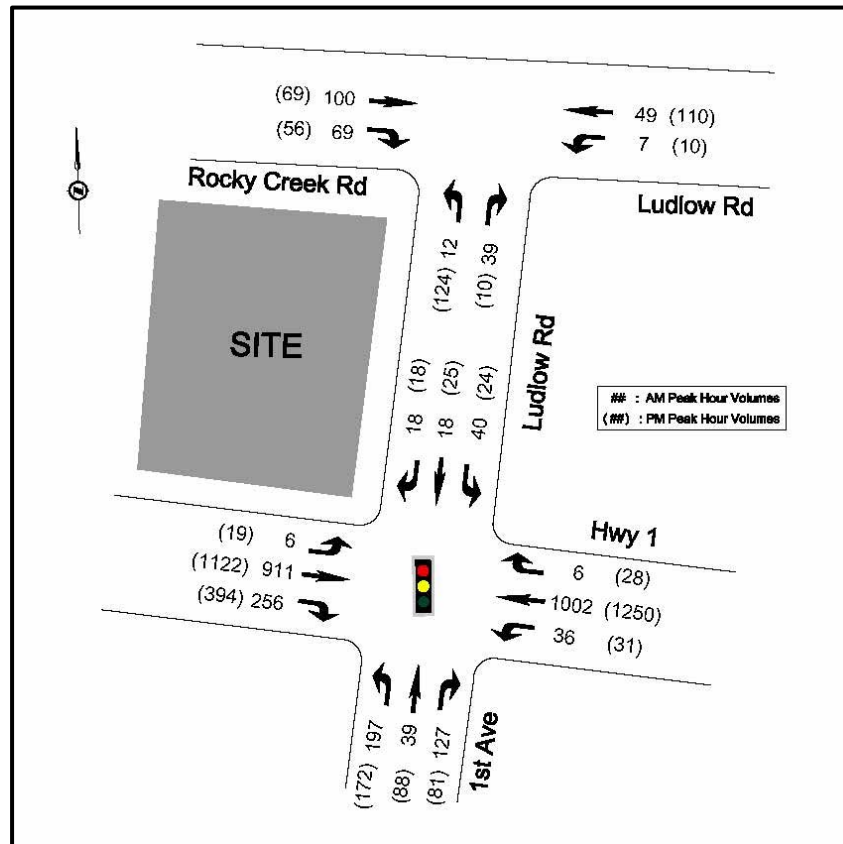 (69) 100
49 (110)
(56) 69
7 (10)
Rocky Creek Rd
Ludlow Rd
(124) 12
(10) 39
SITE
Ludlow Rd
18 (18)
18 (25)
40 (24)
## : AM Peak Hour Volumes
(##) : PM Peak Hour Volumes
Hwy 1
(19) 6
(1122) 911
(394) 256
6 (28)
1002 (1250)
36 (31)
(172) 197
(88) 39
(81) 127
1st Ave